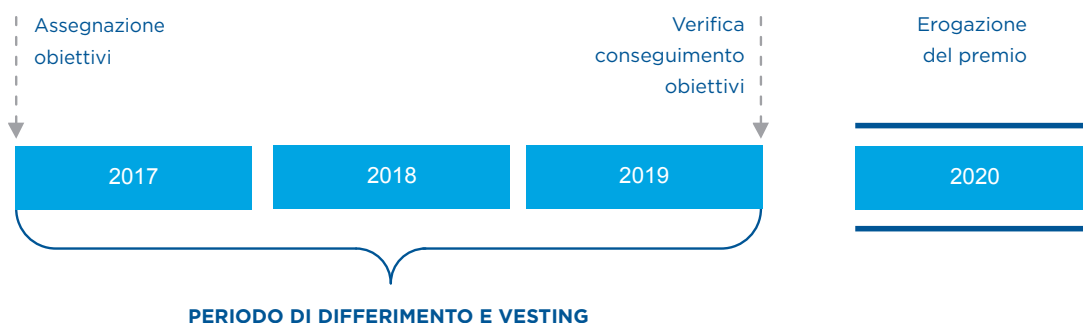 Assegnazione
obiettivi
Verifica
conseguimento
obiettivi
Erogazione
del premio
2017
2018
2019
2020
PERIODO DI DIFFERIMENTO E VESTING